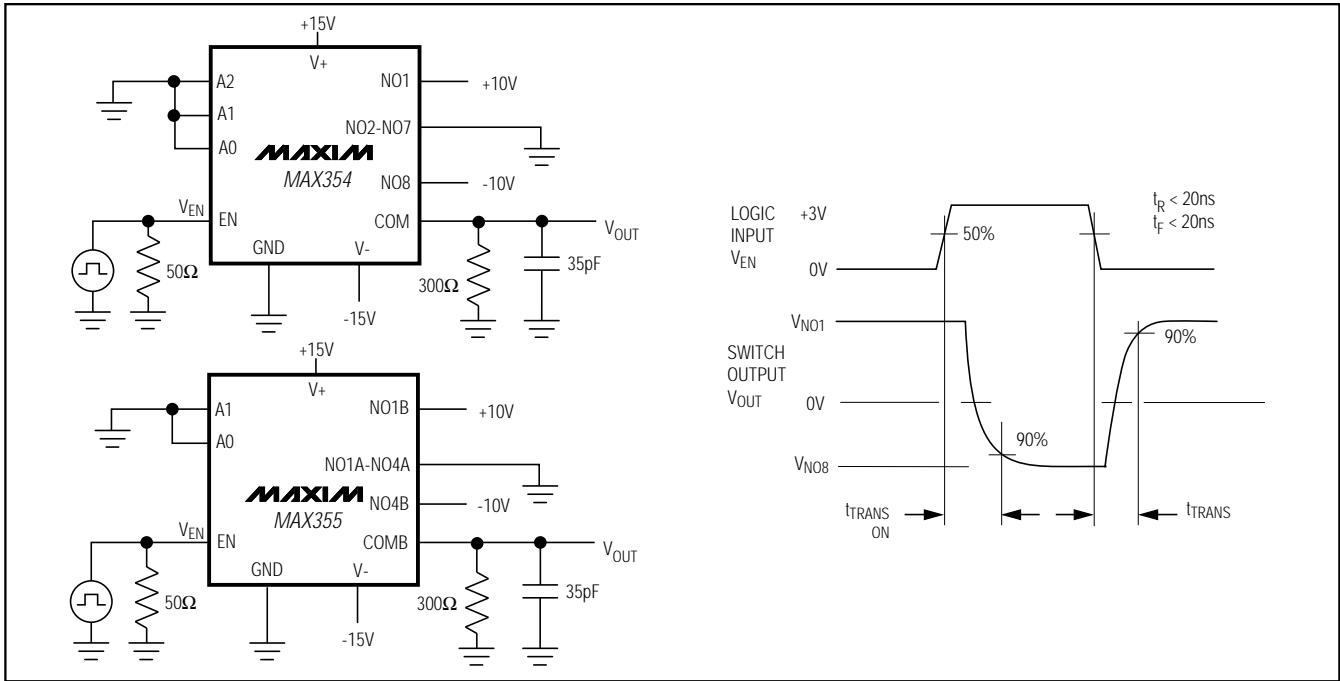 +15V
V+
A2
A1
A0
NO1
+10V
NO2-NO7
MAXIM
MAX354
NO8
-10V
VEN
EN
COM
VOUT
GND
V-
50Ω
300Ω
35pF
-15V
+15V
V+
A1
A0
NO1B
+10V
NO1A-NO4A
MAXIM
MAX355
NO4B
-10V
VEN
EN
COMB
VOUT
GND
V-
50Ω
300Ω
35pF
-15V
LOGIC
INPUT
VEN
+3V
50%
0V
tR < 20ns
tF < 20ns
VNO1
90%
SWITCH
OUTPUT
VOUT
0V
90%
VNO8
tTRANS
ON
tTRANS